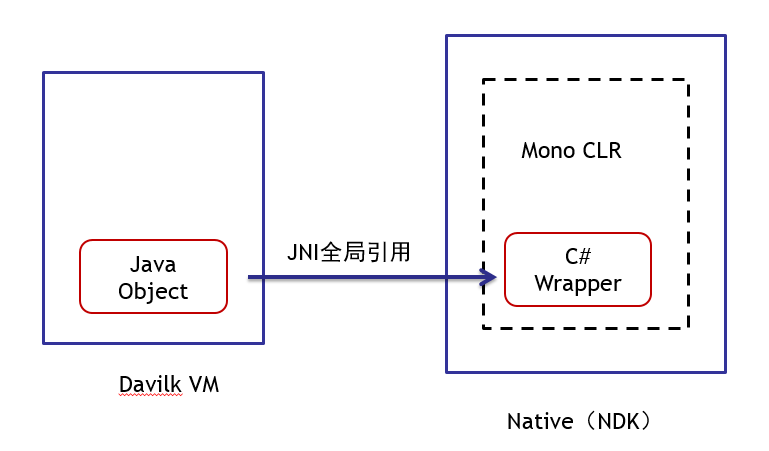 Mono CLR
JNI全局引用
Java
Object
C#
Wrapper
Davilk VM
Native（NDK）